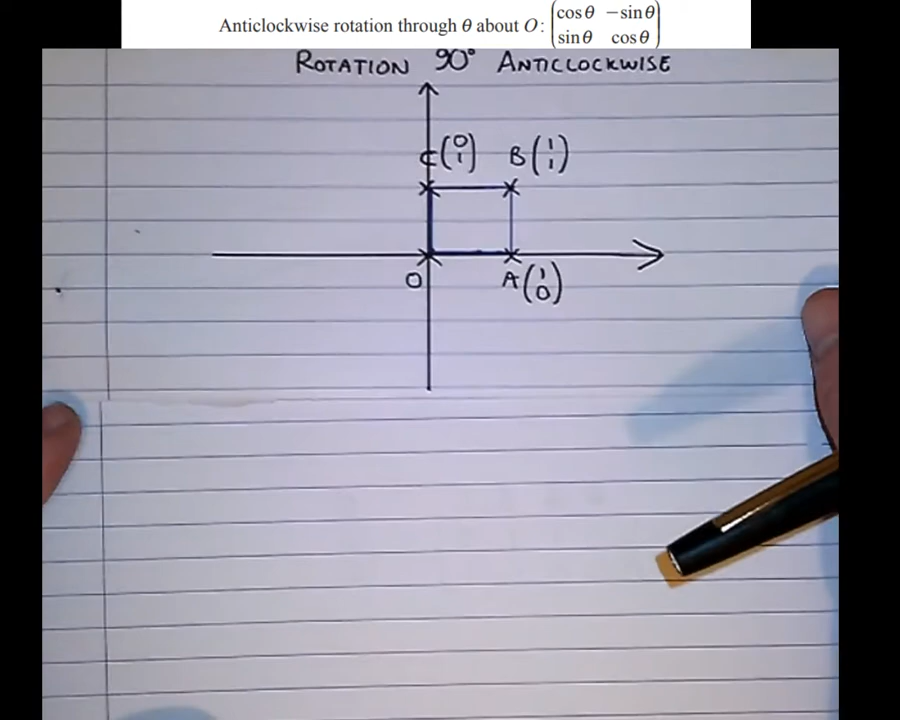 Anticlockwise rotation through θ about O: (cos θ −sin θ
sin θ cos θ)
ROTATION 90° ANTICLOCKWISE
C(0 B(1
1) 1)
O A(1
0)